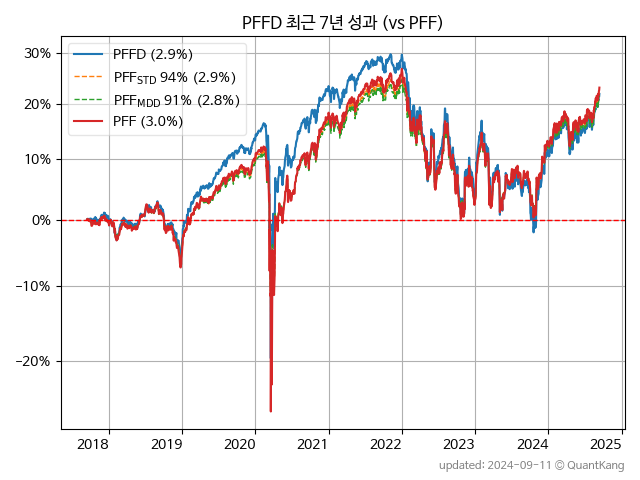 PFFD 최근 7년 성과 (vs PFF)
PFFD (2.9%)
PFF_STD 94% (2.9%)
PFF_MDD 91% (2.8%)
PFF (3.0%)
30%
20%
10%
0%
−10%
−20%
2018 2019 2020 2021 2022 2023 2024 2025
updated: 2024-09-11 © QuantKang